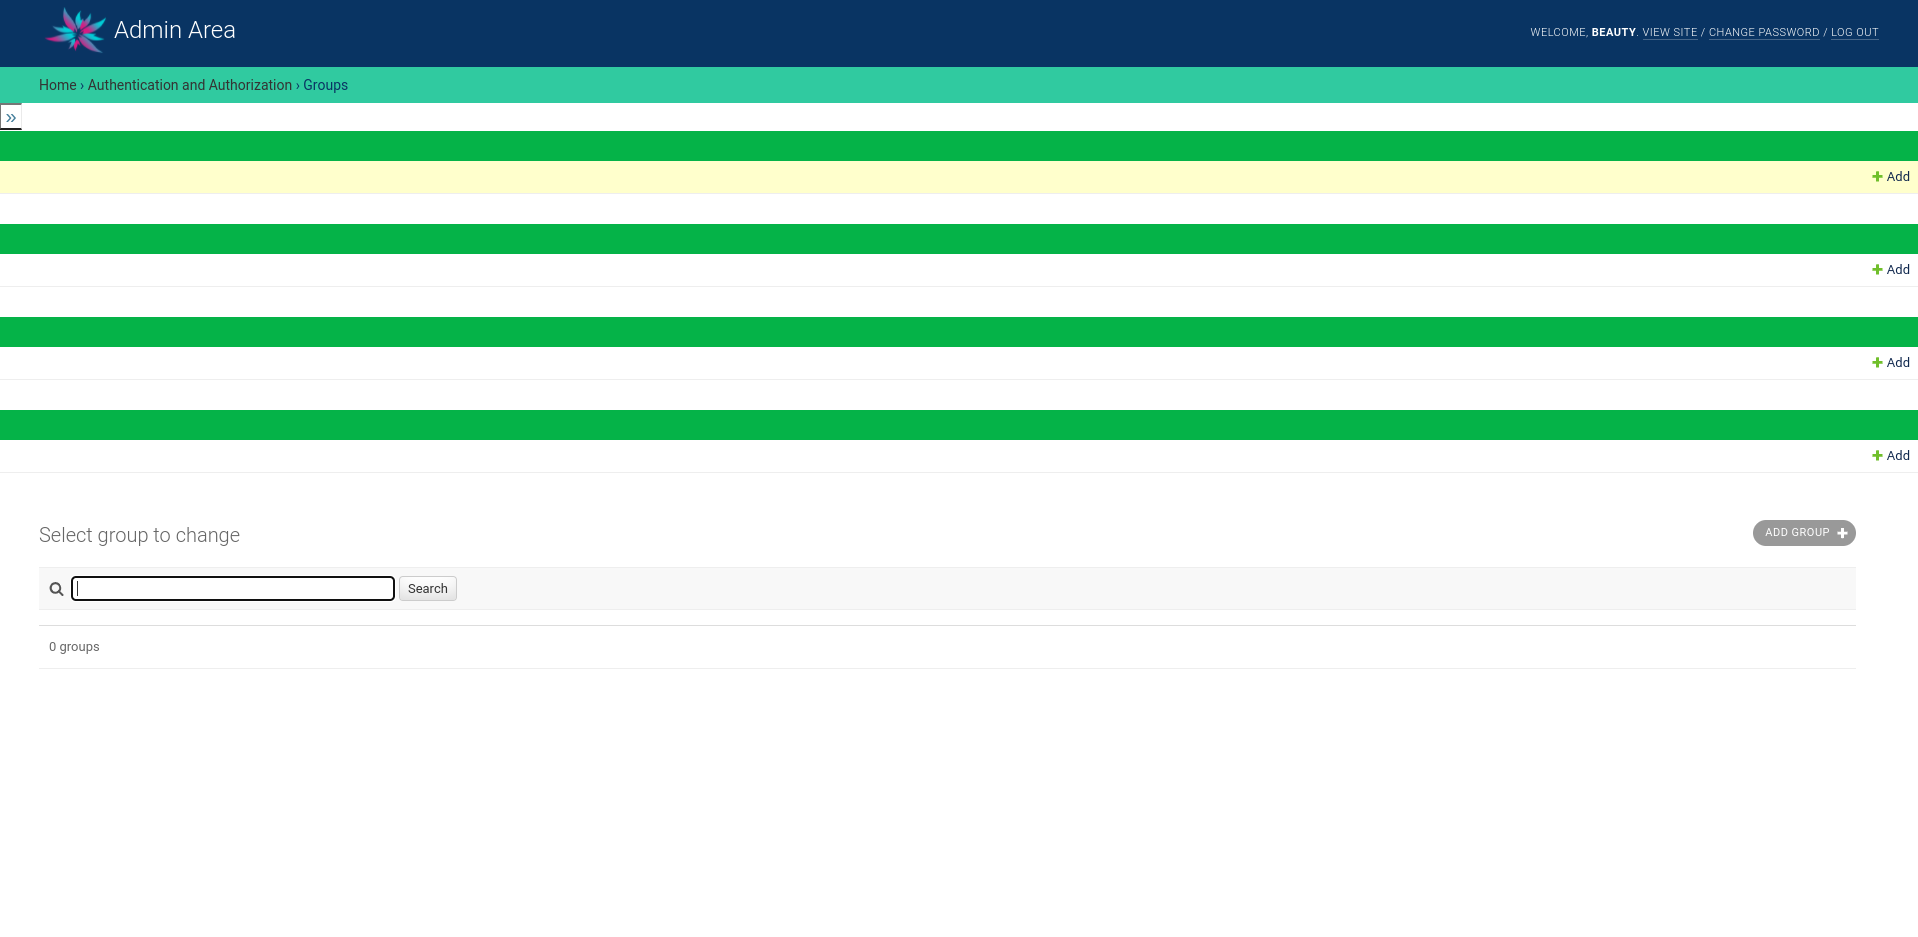 Admin Area
WELCOME, BEAUTY. VIEW SITE / CHANGE PASSWORD / LOG OUT
Home › Authentication and Authorization › Groups
»
Add
Add
Add
Add
Select group to change
ADD GROUP
Search
0 groups